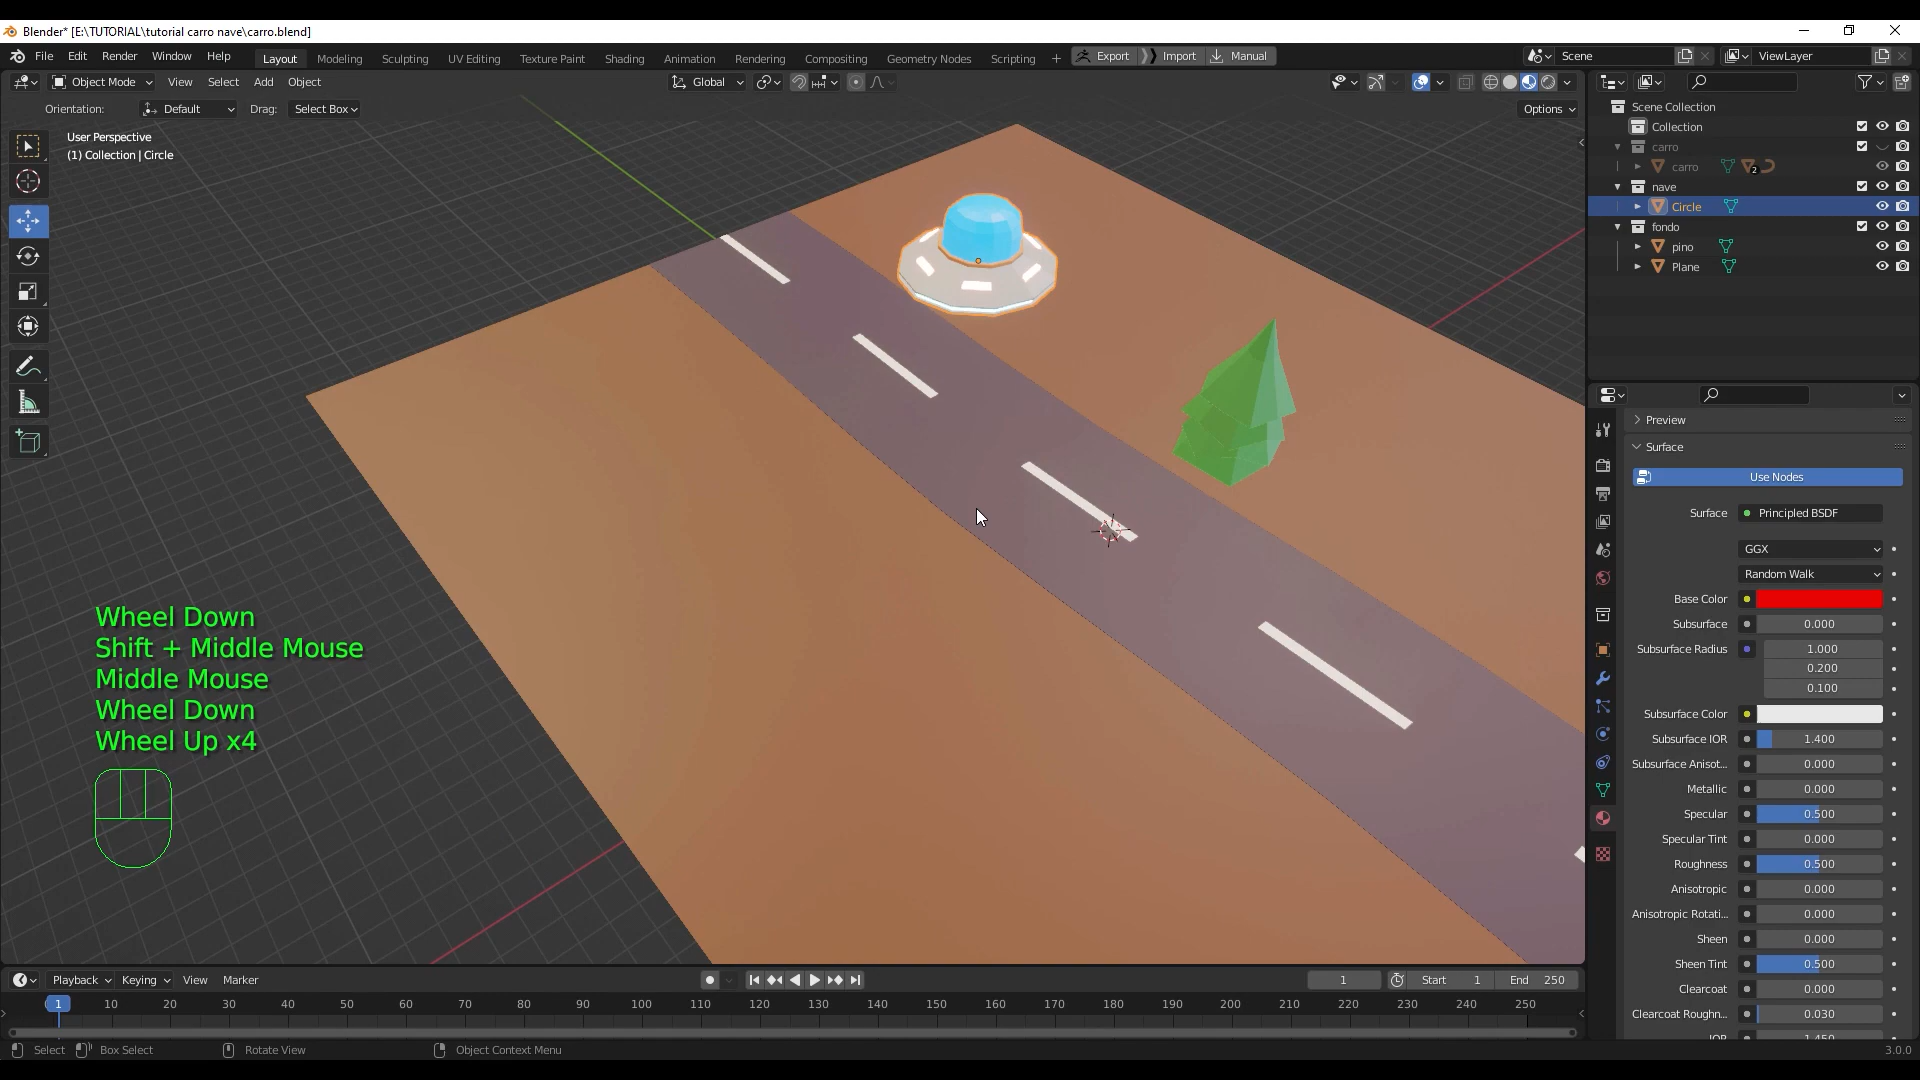 Blender* [E:\TUTORIAL\tutorial carro nave\carro.blend]
File Edit Render Window Help Layout Modeling Sculpting UV Editing Texture Paint Shading Animation Rendering Compositing Geometry Nodes Scripting + Export Import Manual Scene ViewLayer
Object Mode View Select Add Object Global
Orientation: Default Drag: Select Box Options
User Perspective
(1) Collection | Circle
Scene Collection
Collection
carro
carro 2
nave
Circle
fondo
pino
Plane
Preview
Surface
Use Nodes
Surface Principled BSDF
GGX
Random Walk
Base Color
Subsurface 0.000
Subsurface Radius 1.000
0.200
0.100
Subsurface Color
Subsurface IOR 1.400
Subsurface Anisot... 0.000
Metallic 0.000
Specular 0.500
Specular Tint 0.000
Roughness 0.500
Anisotropic 0.000
Anisotropic Rotati... 0.000
Sheen 0.000
Sheen Tint 0.500
Clearcoat 0.000
Clearcoat Roughn... 0.030
IOR 1.450
Wheel Down
Shift + Middle Mouse
Middle Mouse
Wheel Down
Wheel Up x4
Playback Keying View Marker 1 Start 1 End 250
1 10 20 30 40 50 60 70 80 90 100 110 120 130 140 150 160 170 180 190 200 210 220 230 240 250
Select Box Select Rotate View Object Context Menu 3.0.0